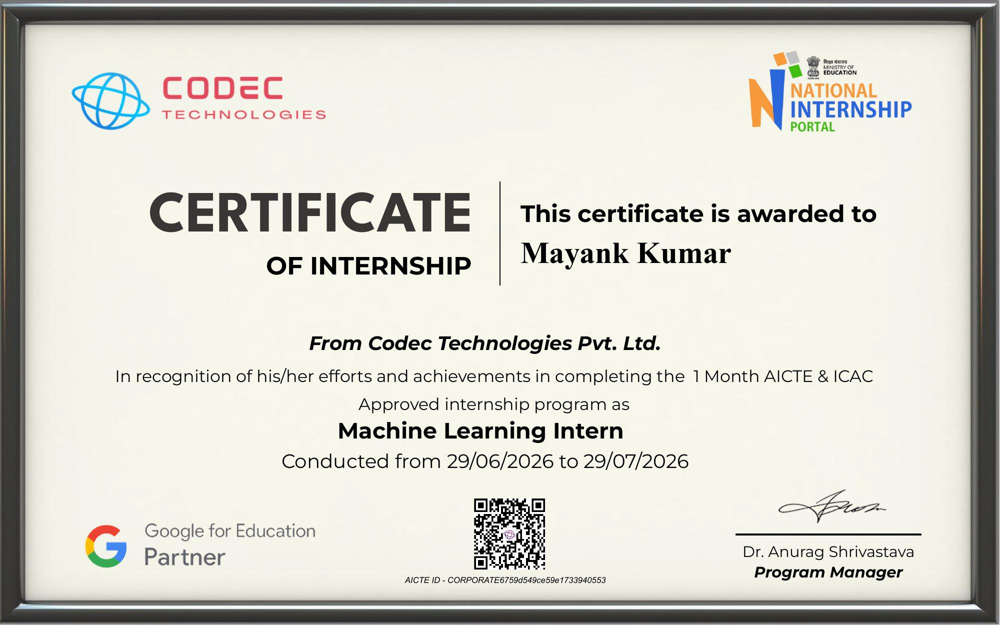 CODEC
TECHNOLOGIES
शिक्षा मंत्रालय
MINISTRY OF
EDUCATION
NATIONAL
INTERNSHIP
PORTAL
CERTIFICATE
OF INTERNSHIP
This certificate is awarded to
Mayank Kumar
From Codec Technologies Pvt. Ltd.
In recognition of his/her efforts and achievements in completing the 1 Month AICTE & ICAC
Approved internship program as
Machine Learning Intern
Conducted from 29/06/2026 to 29/07/2026
Google for Education
Partner
AICTE ID - CORPORATE6759d549ce59e1733940553
Dr. Anurag Shrivastava
Program Manager